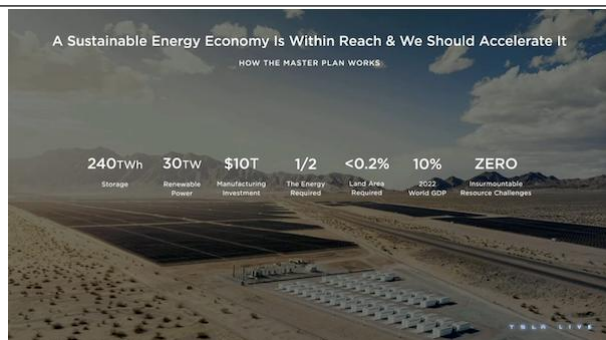 A Sustainable Energy Economy Is Within Reach & We Should Accelerate It
HOW THE MASTER PLAN WORKS
240TWh 30TW $10T 1/2 <0.2% 10% ZERO
Storage Renewable Manufacturing The Energy Land Area 2022 Insurmountable
Power Investment Required Required World GDP Resource Challenges
TSLA LIVE